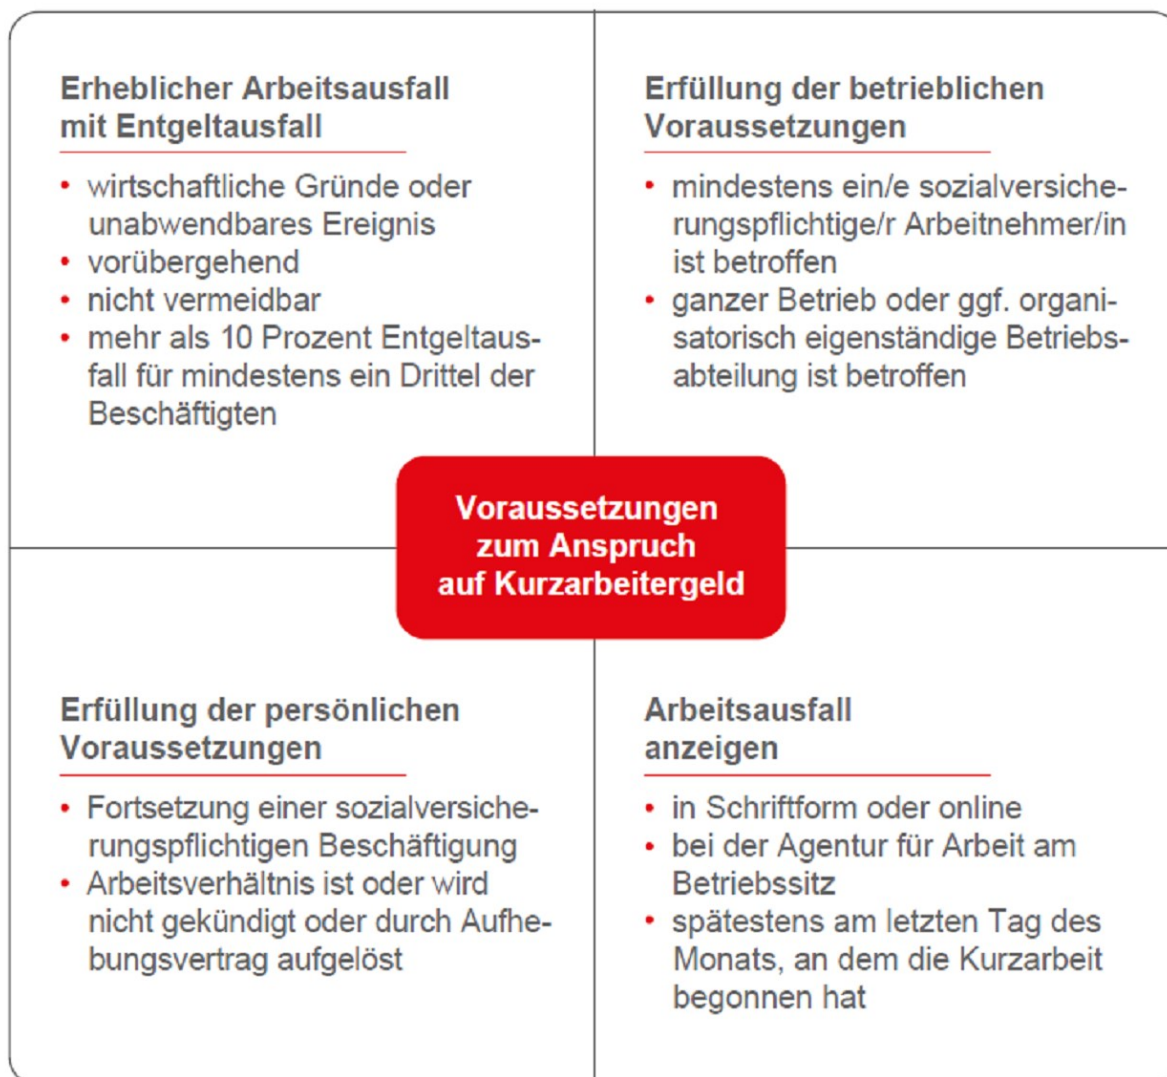 Erheblicher Arbeitsausfall
mit Entgeltausfall
• wirtschaftliche Gründe oder
unabwendbares Ereignis
• vorübergehend
• nicht vermeidbar
• mehr als 10 Prozent Entgeltaus-
fall für mindestens ein Drittel der
Beschäftigten
Erfüllung der betrieblichen
Voraussetzungen
• mindestens ein/e sozialversiche-
rungspflichtige/r Arbeitnehmer/in
ist betroffen
• ganzer Betrieb oder ggf. organi-
satorisch eigenständige Betriebs-
abteilung ist betroffen
Voraussetzungen
zum Anspruch
auf Kurzarbeitergeld
Erfüllung der persönlichen
Voraussetzungen
• Fortsetzung einer sozialversiche-
rungspflichtigen Beschäftigung
• Arbeitsverhältnis ist oder wird
nicht gekündigt oder durch Aufhe-
bungsvertrag aufgelöst
Arbeitsausfall
anzeigen
• in Schriftform oder online
• bei der Agentur für Arbeit am
Betriebssitz
• spätestens am letzten Tag des
Monats, an dem die Kurzarbeit
begonnen hat